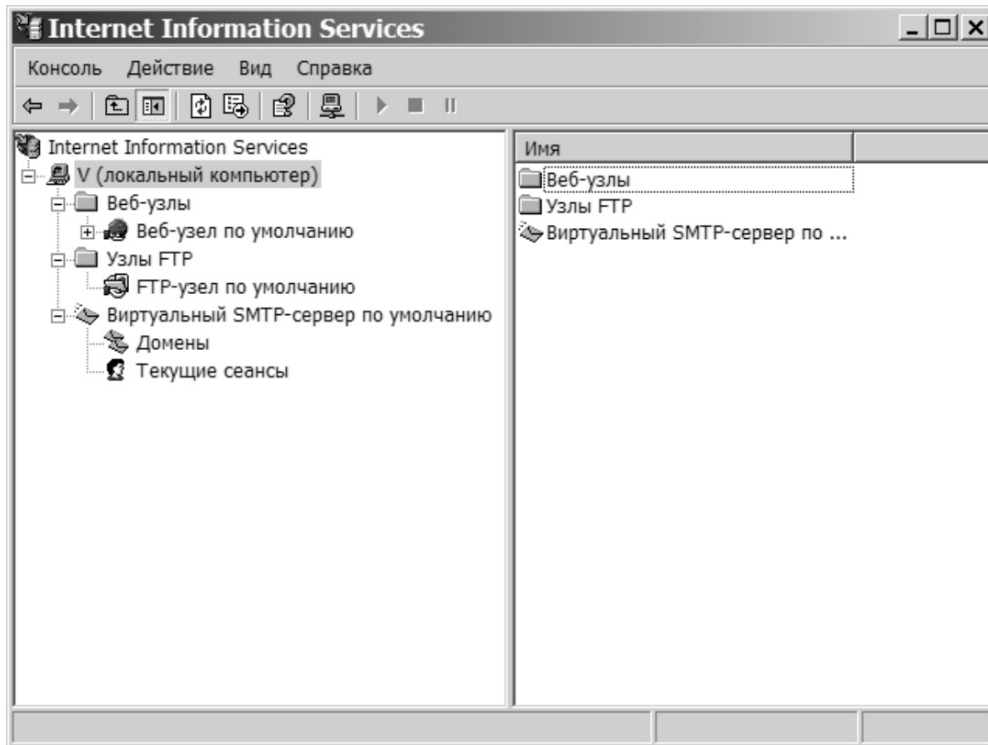 Internet Information Services
Консоль Действие Вид Справка
Internet Information Services
V (локальный компьютер)
Веб-узлы
Веб-узел по умолчанию
Узлы FTP
FTP-узел по умолчанию
Виртуальный SMTP-сервер по умолчанию
Домены
Текущие сеансы
Имя
Веб-узлы
Узлы FTP
Виртуальный SMTP-сервер по ...